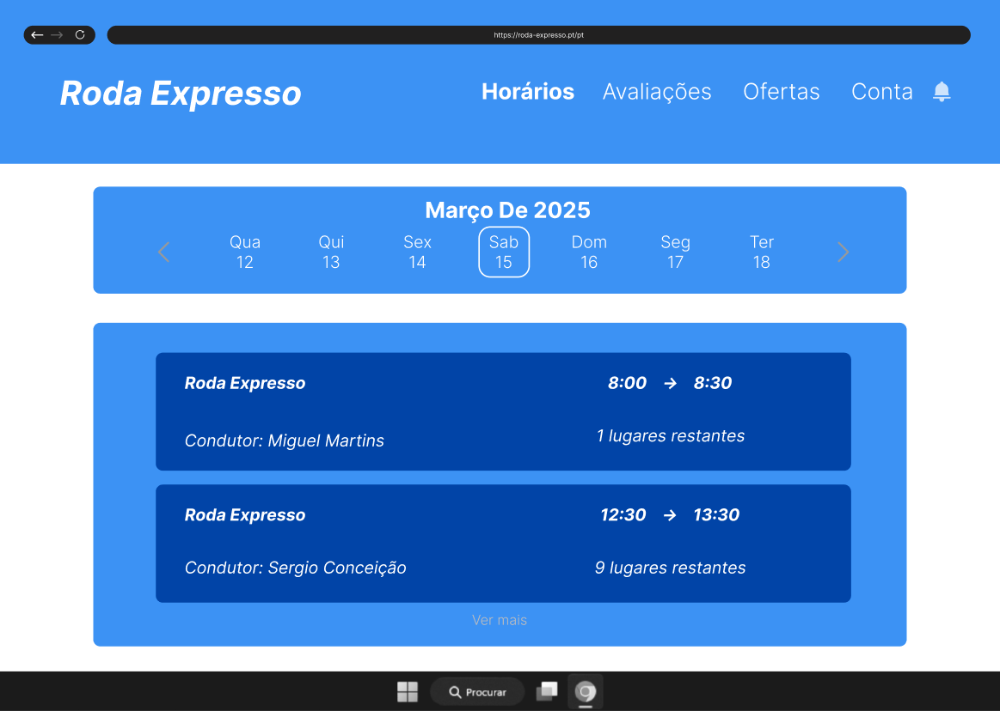 https://roda-expresso.pt/pt
Roda Expresso
Horários Avaliações Ofertas Conta
Março De 2025
Qua Qui Sex Sab Dom Seg Ter
12 13 14 15 16 17 18
Roda Expresso 8:00 → 8:30
Condutor: Miguel Martins 1 lugares restantes
Roda Expresso 12:30 → 13:30
Condutor: Sergio Conceição 9 lugares restantes
Ver mais
Procurar